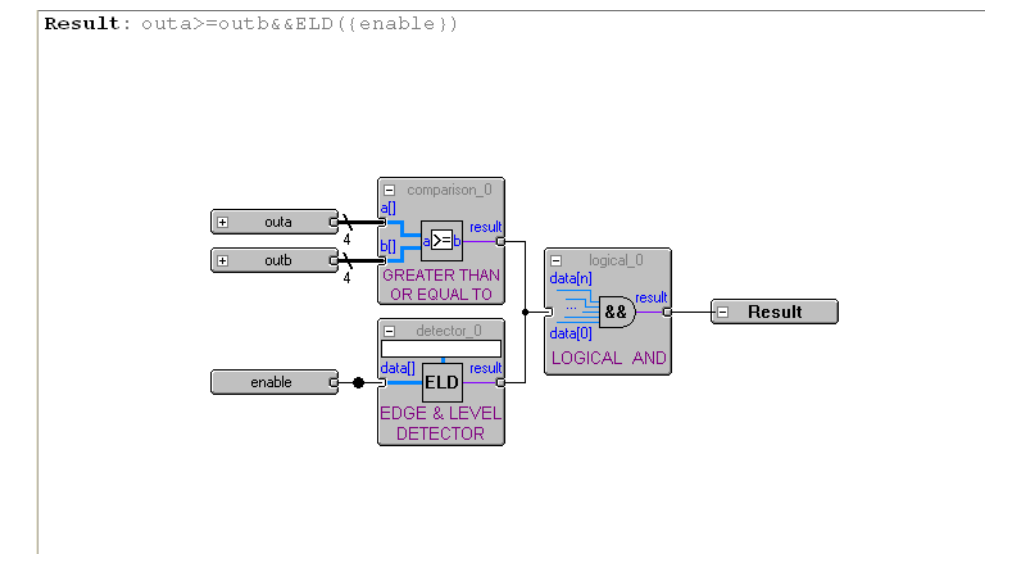 Result: outa>=outb&&ELD({enable})
comparison_0
a[]
result
outa
4
a>=b
b[]
outb
4
GREATER THAN
OR EQUAL TO
logical_0
data[n]
...
&&
result
Result
data[0]
LOGICAL AND
detector_0
data[]
result
enable
ELD
EDGE & LEVEL
DETECTOR